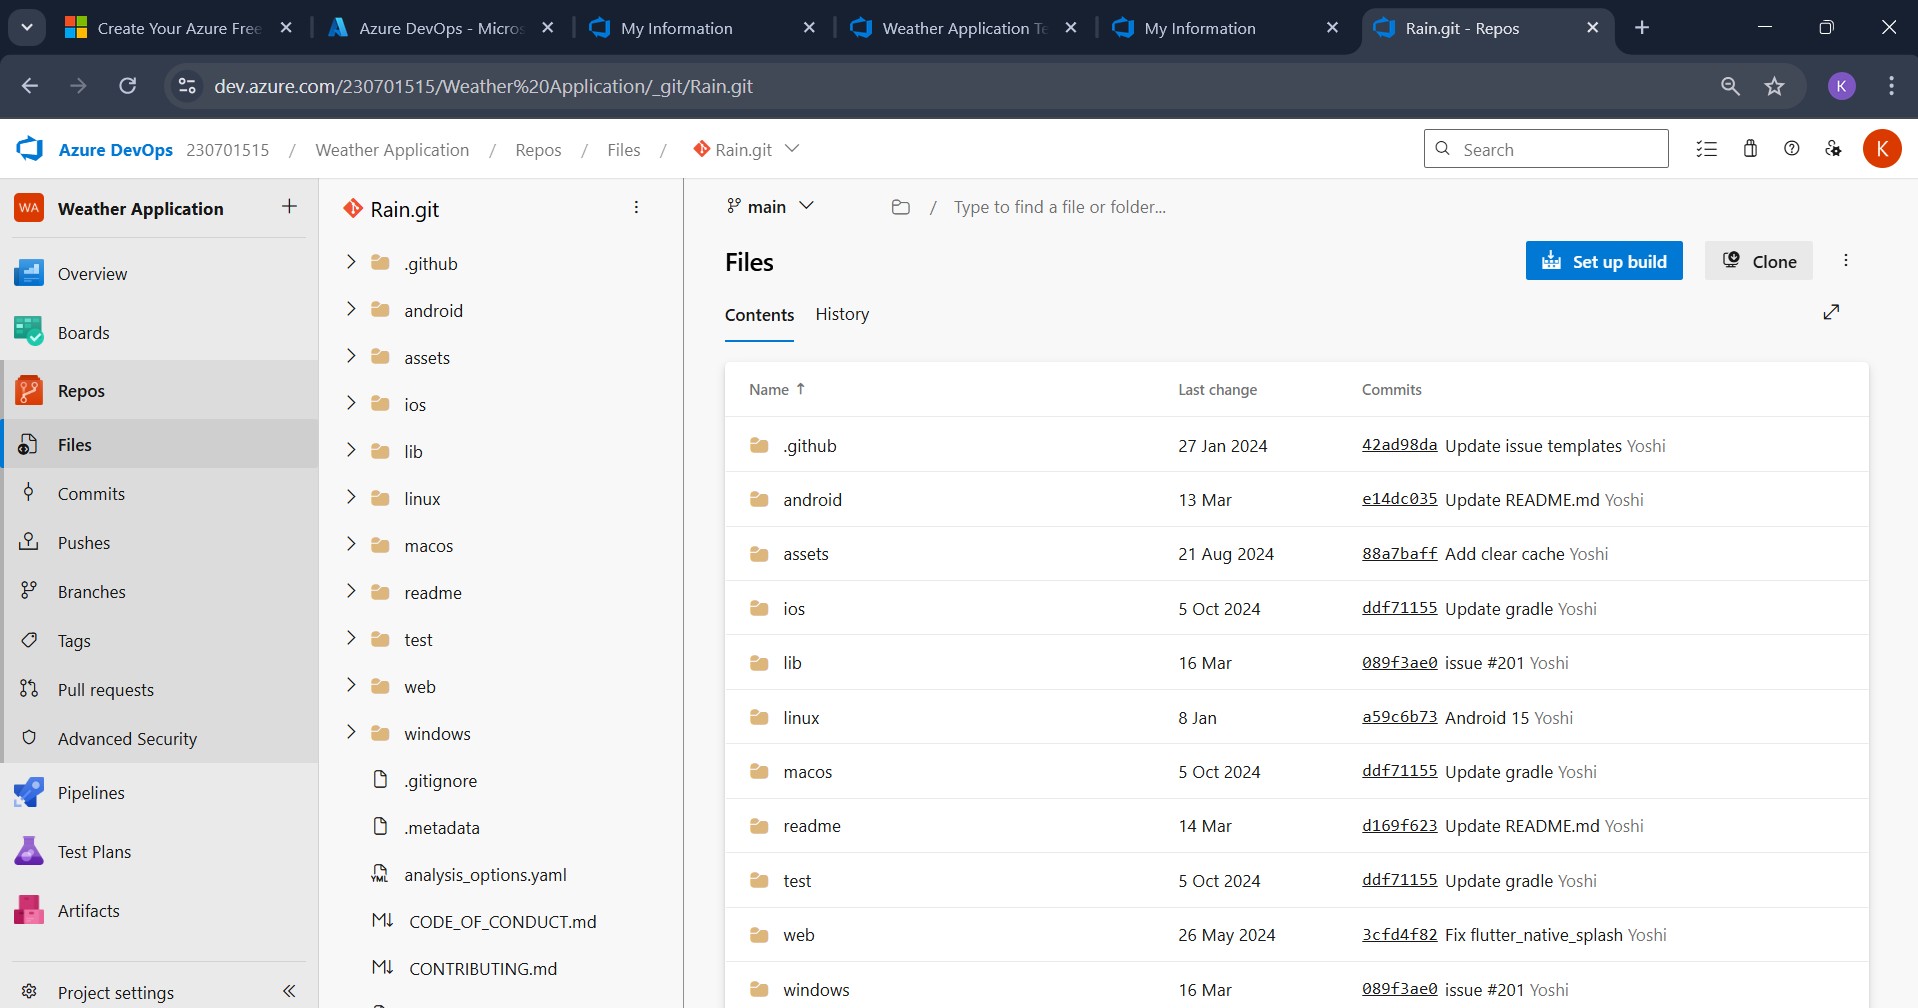 Create Your Azure Free
Azure DevOps - Micros
My Information
Weather Application Te
My Information
Rain.git - Repos
dev.azure.com/230701515/Weather%20Application/_git/Rain.git
K
Azure DevOps 230701515 / Weather Application / Repos / Files / Rain.git
Search
K
WA Weather Application
Overview
Boards
Repos
Files
Commits
Pushes
Branches
Tags
Pull requests
Advanced Security
Pipelines
Test Plans
Artifacts
Project settings
Rain.git
.github
android
assets
ios
lib
linux
macos
readme
test
web
windows
.gitignore
.metadata
YML analysis_options.yaml
M↓ CODE_OF_CONDUCT.md
M↓ CONTRIBUTING.md
main / Type to find a file or folder...
Files
Set up build
Clone
Contents History
Name ↑ Last change Commits
.github 27 Jan 2024 42ad98da Update issue templates Yoshi
android 13 Mar e14dc035 Update README.md Yoshi
assets 21 Aug 2024 88a7baff Add clear cache Yoshi
ios 5 Oct 2024 ddf71155 Update gradle Yoshi
lib 16 Mar 089f3ae0 issue #201 Yoshi
linux 8 Jan a59c6b73 Android 15 Yoshi
macos 5 Oct 2024 ddf71155 Update gradle Yoshi
readme 14 Mar d169f623 Update README.md Yoshi
test 5 Oct 2024 ddf71155 Update gradle Yoshi
web 26 May 2024 3cfd4f82 Fix flutter_native_splash Yoshi
windows 16 Mar 089f3ae0 issue #201 Yoshi